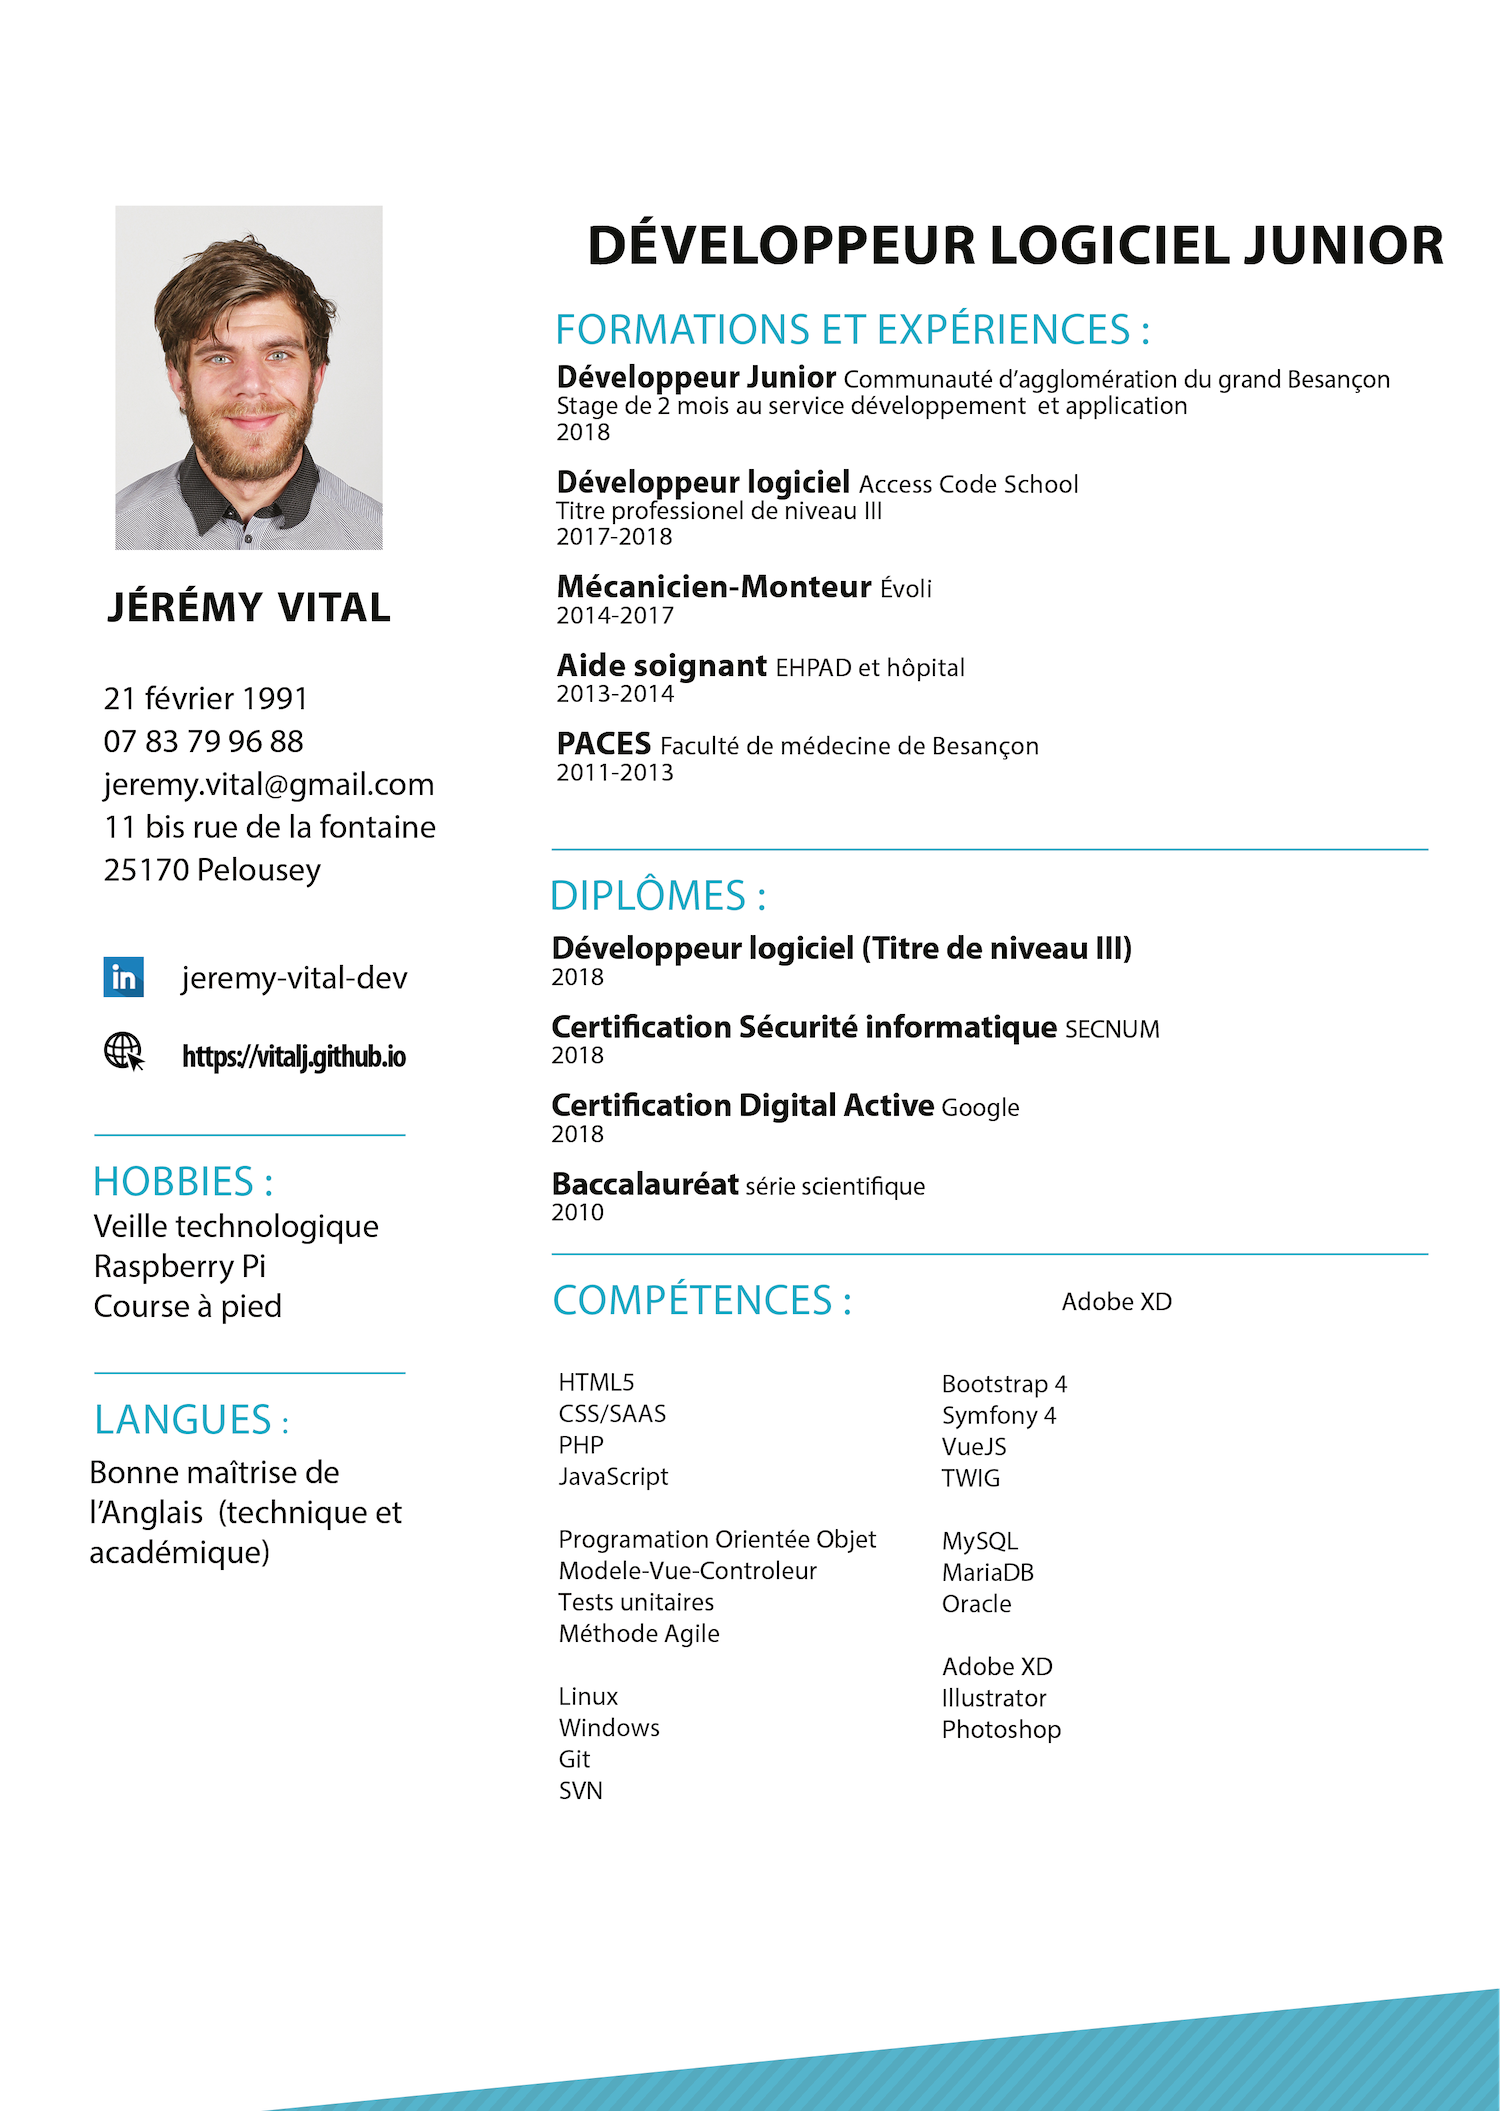 JÉRÉMY VITAL
21 février 1991
07 83 79 96 88
jeremy.vital@gmail.com
11 bis rue de la fontaine
25170 Pelousey
in
jeremy-vital-dev
https://vitalj.github.io
HOBBIES :
Veille technologique
Raspberry Pi
Course à pied
LANGUES :
Bonne maîtrise de
l’Anglais (technique et
académique)
DÉVELOPPEUR LOGICIEL JUNIOR
FORMATIONS ET EXPÉRIENCES :
Développeur Junior Communauté d’agglomération du grand Besançon
Stage de 2 mois au service développement et application
2018
Développeur logiciel Access Code School
Titre professionel de niveau III
2017-2018
Mécanicien-Monteur Évoli
2014-2017
Aide soignant EHPAD et hôpital
2013-2014
PACES Faculté de médecine de Besançon
2011-2013
DIPLÔMES :
Développeur logiciel (Titre de niveau III)
2018
Certification Sécurité informatique SECNUM
2018
Certification Digital Active Google
2018
Baccalauréat série scientifique
2010
COMPÉTENCES :
Adobe XD
HTML5
CSS/SAAS
PHP
JavaScript
Programation Orientée Objet
Modele-Vue-Controleur
Tests unitaires
Méthode Agile
Linux
Windows
Git
SVN
Bootstrap 4
Symfony 4
VueJS
TWIG
MySQL
MariaDB
Oracle
Adobe XD
Illustrator
Photoshop